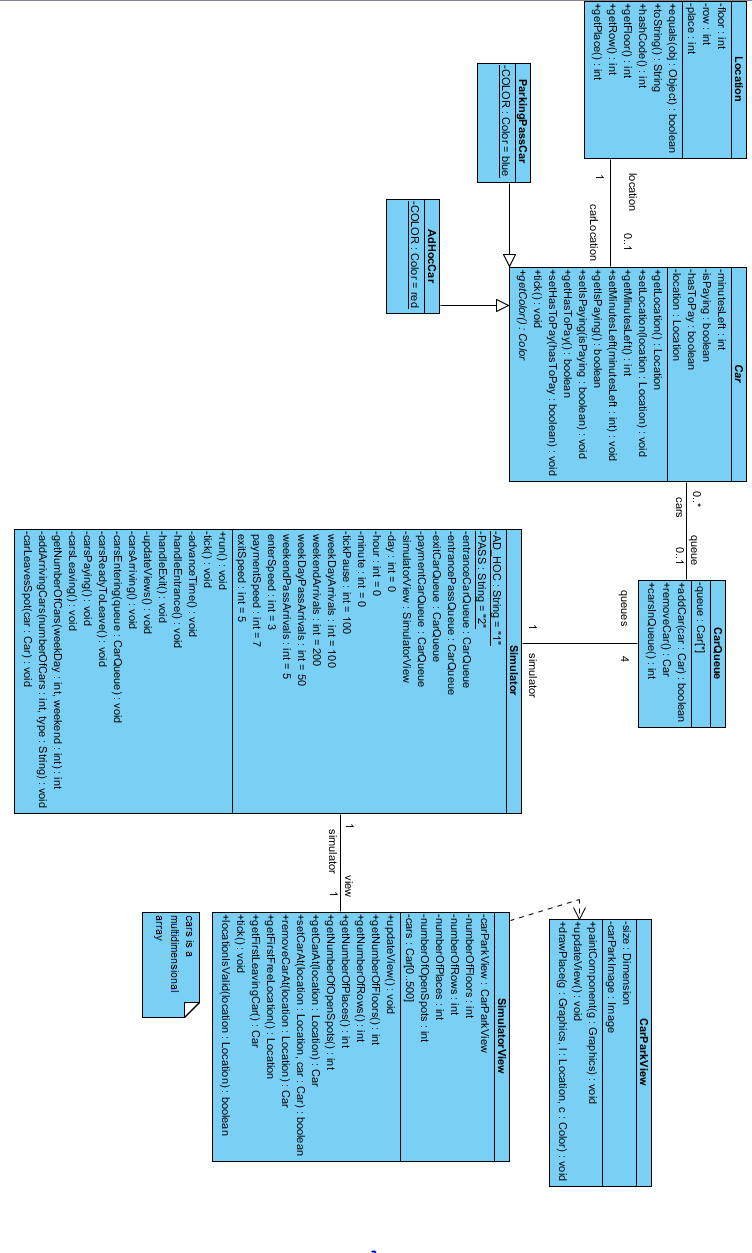 Location
-floor : int
-row : int
-place : int
+equals(obj : Object) : boolean
+toString() : String
+hashCode() : int
+getFloor() : int
+getRow() : int
+getPlace() : int
location
1
0..1
carLocation
ParkingPassCar
-COLOR : Color = blue
AdHocCar
-COLOR : Color = red
Car
-minutesLeft : int
-isPaying : boolean
-hasToPay : boolean
-location : Location
+getLocation() : Location
+setLocation(location : Location) : void
+getMinutesLeft() : int
+setMinutesLeft(minutesLeft : int) : void
+getIsPaying() : boolean
+setIsPaying(isPaying : boolean) : void
+getHasToPay() : boolean
+setHasToPay(hasToPay : boolean) : void
+tick() : void
+getColor() : Color
0..*
cars
queue
0..1
CarQueue
-queue : Car[*]
+addCar(car : Car) : boolean
+removeCar() : Car
+carsInQueue() : int
queues
4
1
simulator
Simulator
-AD_HOC : String = "1"
-PASS : String = "2"
-entranceCarQueue : CarQueue
-entrancePassQueue : CarQueue
-exitCarQueue : CarQueue
-paymentCarQueue : CarQueue
-simulatorView : SimulatorView
-day : int = 0
-hour : int = 0
-minute : int = 0
-tickPause : int = 100
weekDayArrivals : int = 100
weekendArrivals : int = 200
weekDayPassArrivals : int = 50
weekendPassArrivals : int = 5
enterSpeed : int = 3
paymentSpeed : int = 7
exitSpeed : int = 5
+run() : void
-tick() : void
-advanceTime() : void
-handleEntrance() : void
-handleExit() : void
-updateViews() : void
-carsArriving() : void
-carsEntering(queue : CarQueue) : void
-carsReadyToLeave() : void
-carsPaying() : void
-carsLeaving() : void
-getNumberOfCars(weekDay : int, weekend : int) : int
-addArrivingCars(numberOfCars : int, type : String) : void
-carLeavesSpot(car : Car) : void
1
simulator
view
1
CarParkView
-size : Dimension
-carParkImage : Image
+paintComponent(g : Graphics) : void
+updateView() : void
+drawPlace(g : Graphics, l : Location, c : Color) : void
SimulatorView
-carParkView : CarParkView
-numberOfFloors : int
-numberOfRows : int
-numberOfPlaces : int
-numberOfOpenSpots : int
-cars : Car[0..500]
+updateView() : void
+getNumberOfFloors() : int
+getNumberOfRows() : int
+getNumberOfPlaces() : int
+getNumberOfOpenSpots() : int
+getCarAt(location : Location) : Car
+setCarAt(location : Location, car : Car) : boolean
+removeCarAt(location : Location) : Car
+getFirstFreeLocation() : Location
+getFirstLeavingCar() : Car
+tick() : void
+locationIsValid(location : Location) : boolean
cars is a
multidimensional
array